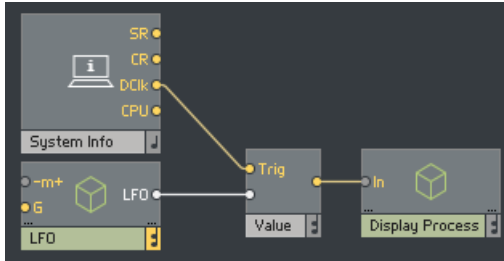 SR
CR
DClk
CPU
System Info
-m+
G
LFO
LFO
Trig
Value
In
Display Process